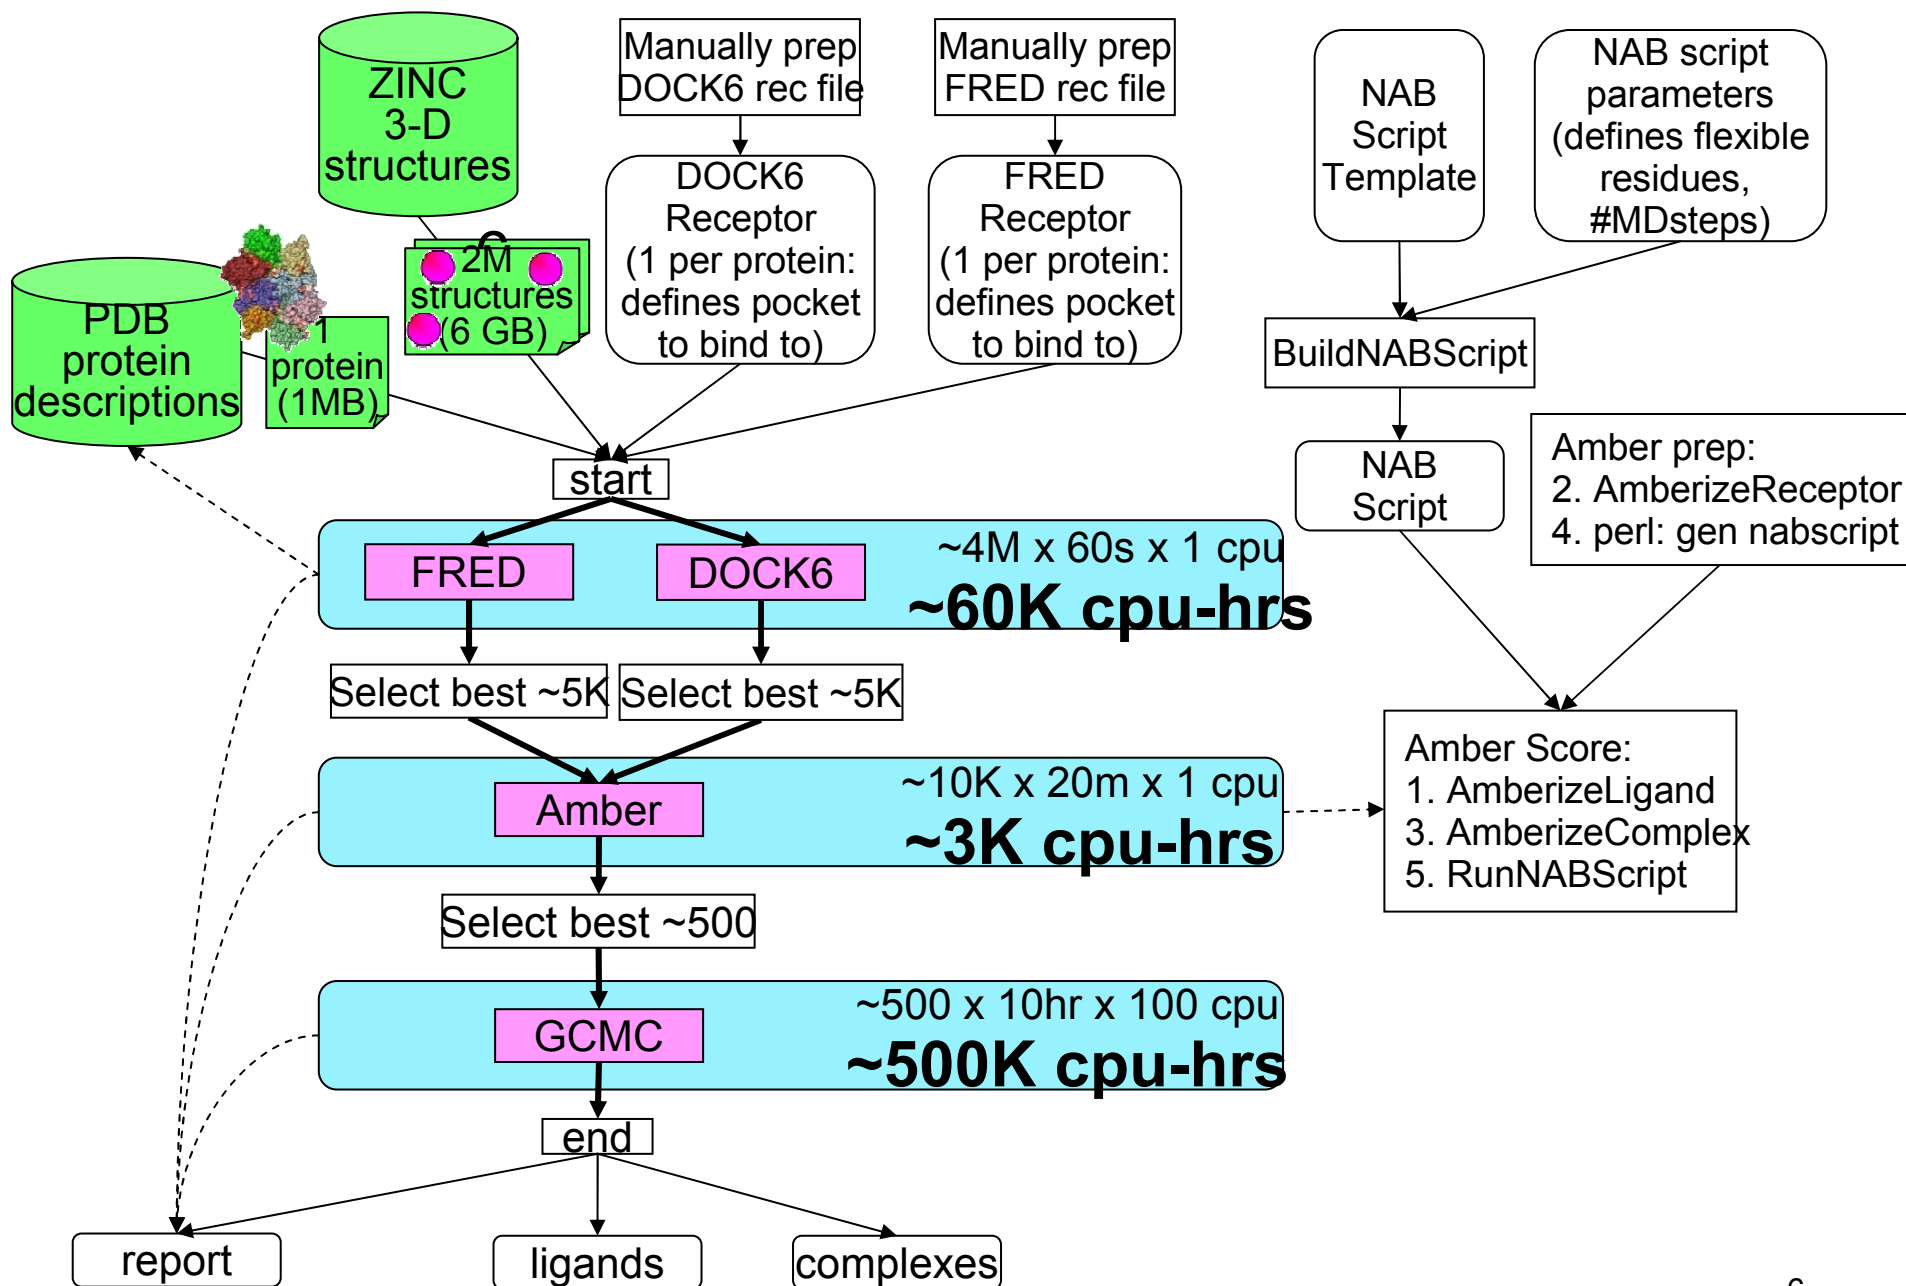 ZINC
3-D
structures
Manually prep
DOCK6 rec file
Manually prep
FRED rec file
NAB
Script
Template
NAB script
parameters
(defines flexible
residues,
#MDsteps)
DOCK6
Receptor
(1 per protein:
defines pocket
to bind to)
FRED
Receptor
(1 per protein:
defines pocket
to bind to)
PDB
protein
descriptions
1
protein
(1MB)
2M
structures
(6 GB)
BuildNABScript
NAB
Script
Amber prep:
2. AmberizeReceptor
4. perl: gen nabscript
start
FRED
DOCK6
~4M x 60s x 1 cpu
~60K cpu-hrs
Select best ~5K
Select best ~5K
Amber
~10K x 20m x 1 cpu
~3K cpu-hrs
Amber Score:
1. AmberizeLigand
3. AmberizeComplex
5. RunNABScript
Select best ~500
GCMC
~500 x 10hr x 100 cpu
~500K cpu-hrs
end
report
ligands
complexes
6